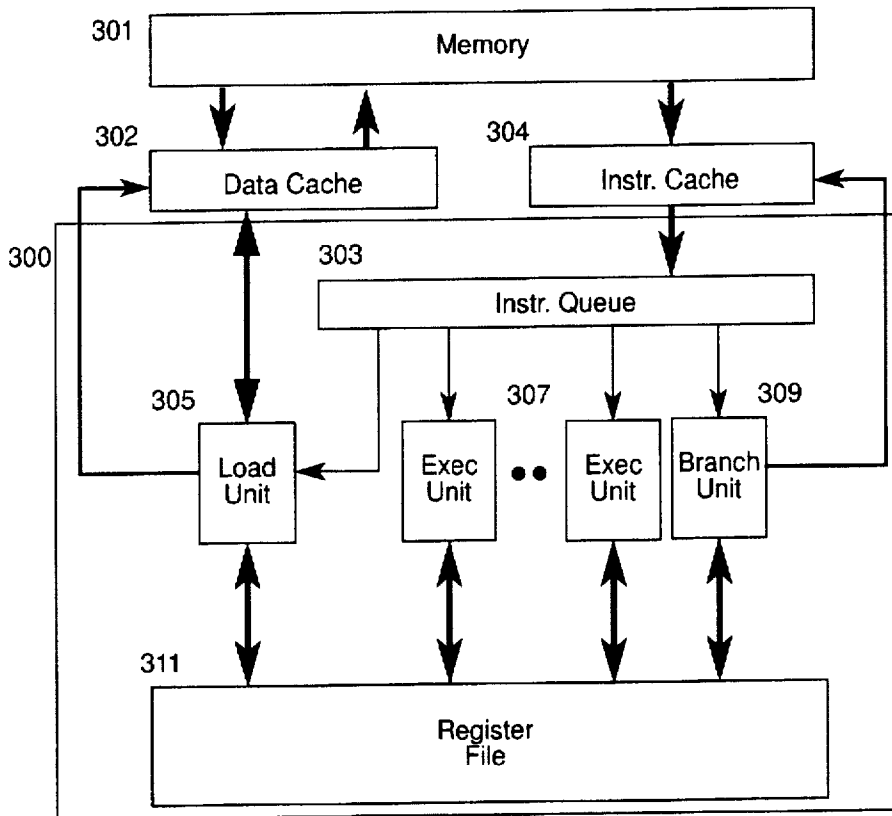 301
Memory
302
304
Data Cache
Instr. Cache
300
303
Instr. Queue
305
307
309
Load
Unit
Exec
Unit
Exec
Unit
Branch
Unit
311
Register
File